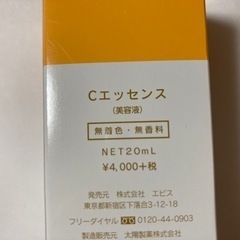 Cエッセンス
(美容液)
無着色・無香料
NET20mL
¥4,000+税
発売元 株式会社 エビス
東京都新宿区下落合3-12-18
フリーダイヤル 0120-44-0903
製造販売元 太陽製薬株式会社